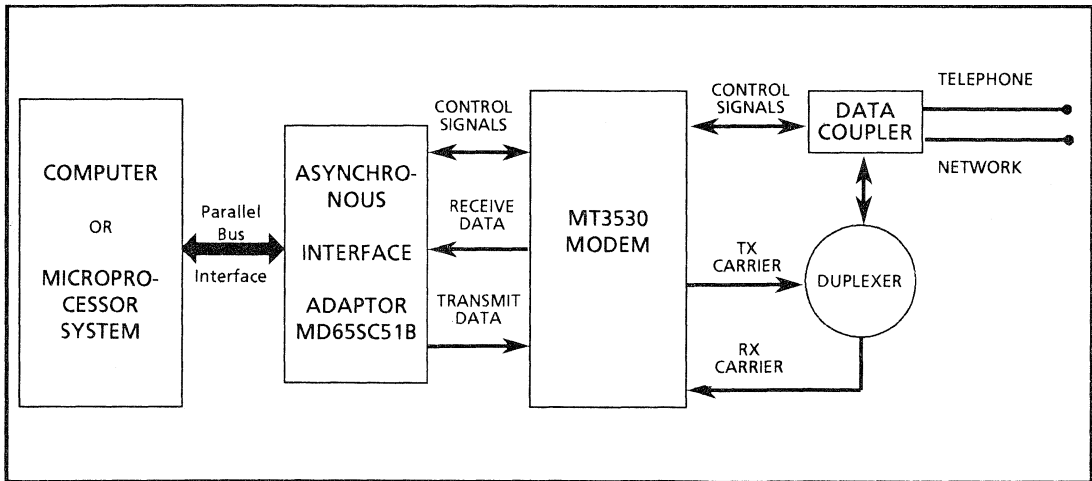 COMPUTER
OR
MICROPRO-
CESSOR
SYSTEM
Parallel
Bus
Interface
ASYNCHRO-
NOUS
INTERFACE
ADAPTOR
MD65SC51B
CONTROL
SIGNALS
RECEIVE
DATA
TRANSMIT
DATA
MT3530
MODEM
CONTROL
SIGNALS
TX
CARRIER
RX
CARRIER
DATA
COUPLER
DUPLEXER
TELEPHONE
NETWORK